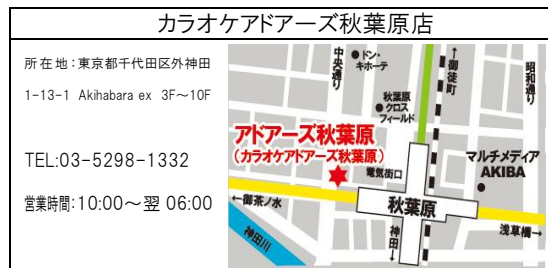 カラオケアドアーズ秋葉原店
所在地:東京都千代田区外神田
1-13-1 Akihabara ex 3F～10F
TEL:03-5298-1332
営業時間:10:00～翌 06:00
中央通り
ドン・
キホーテ
←御徒町
昭和通り
秋葉原
クロス
フィールド
アドアーズ秋葉原
(カラオケアドアーズ秋葉原)
電気街口
マルチメディア
AKIBA
←御茶ノ水
秋葉原
浅草橋→
神田→
神田川